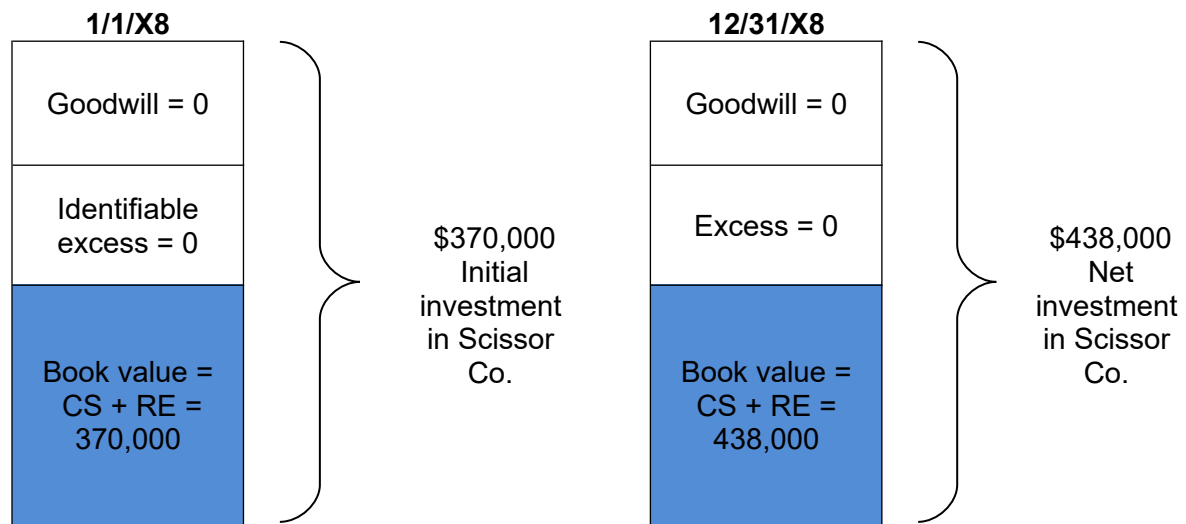 1/1/X8
Goodwill = 0
Identifiable
excess = 0
Book value =
CS + RE =
370,000
$370,000
Initial
investment
in Scissor
Co.
12/31/X8
Goodwill = 0
Excess = 0
Book value =
CS + RE =
438,000
$438,000
Net
investment
in Scissor
Co.